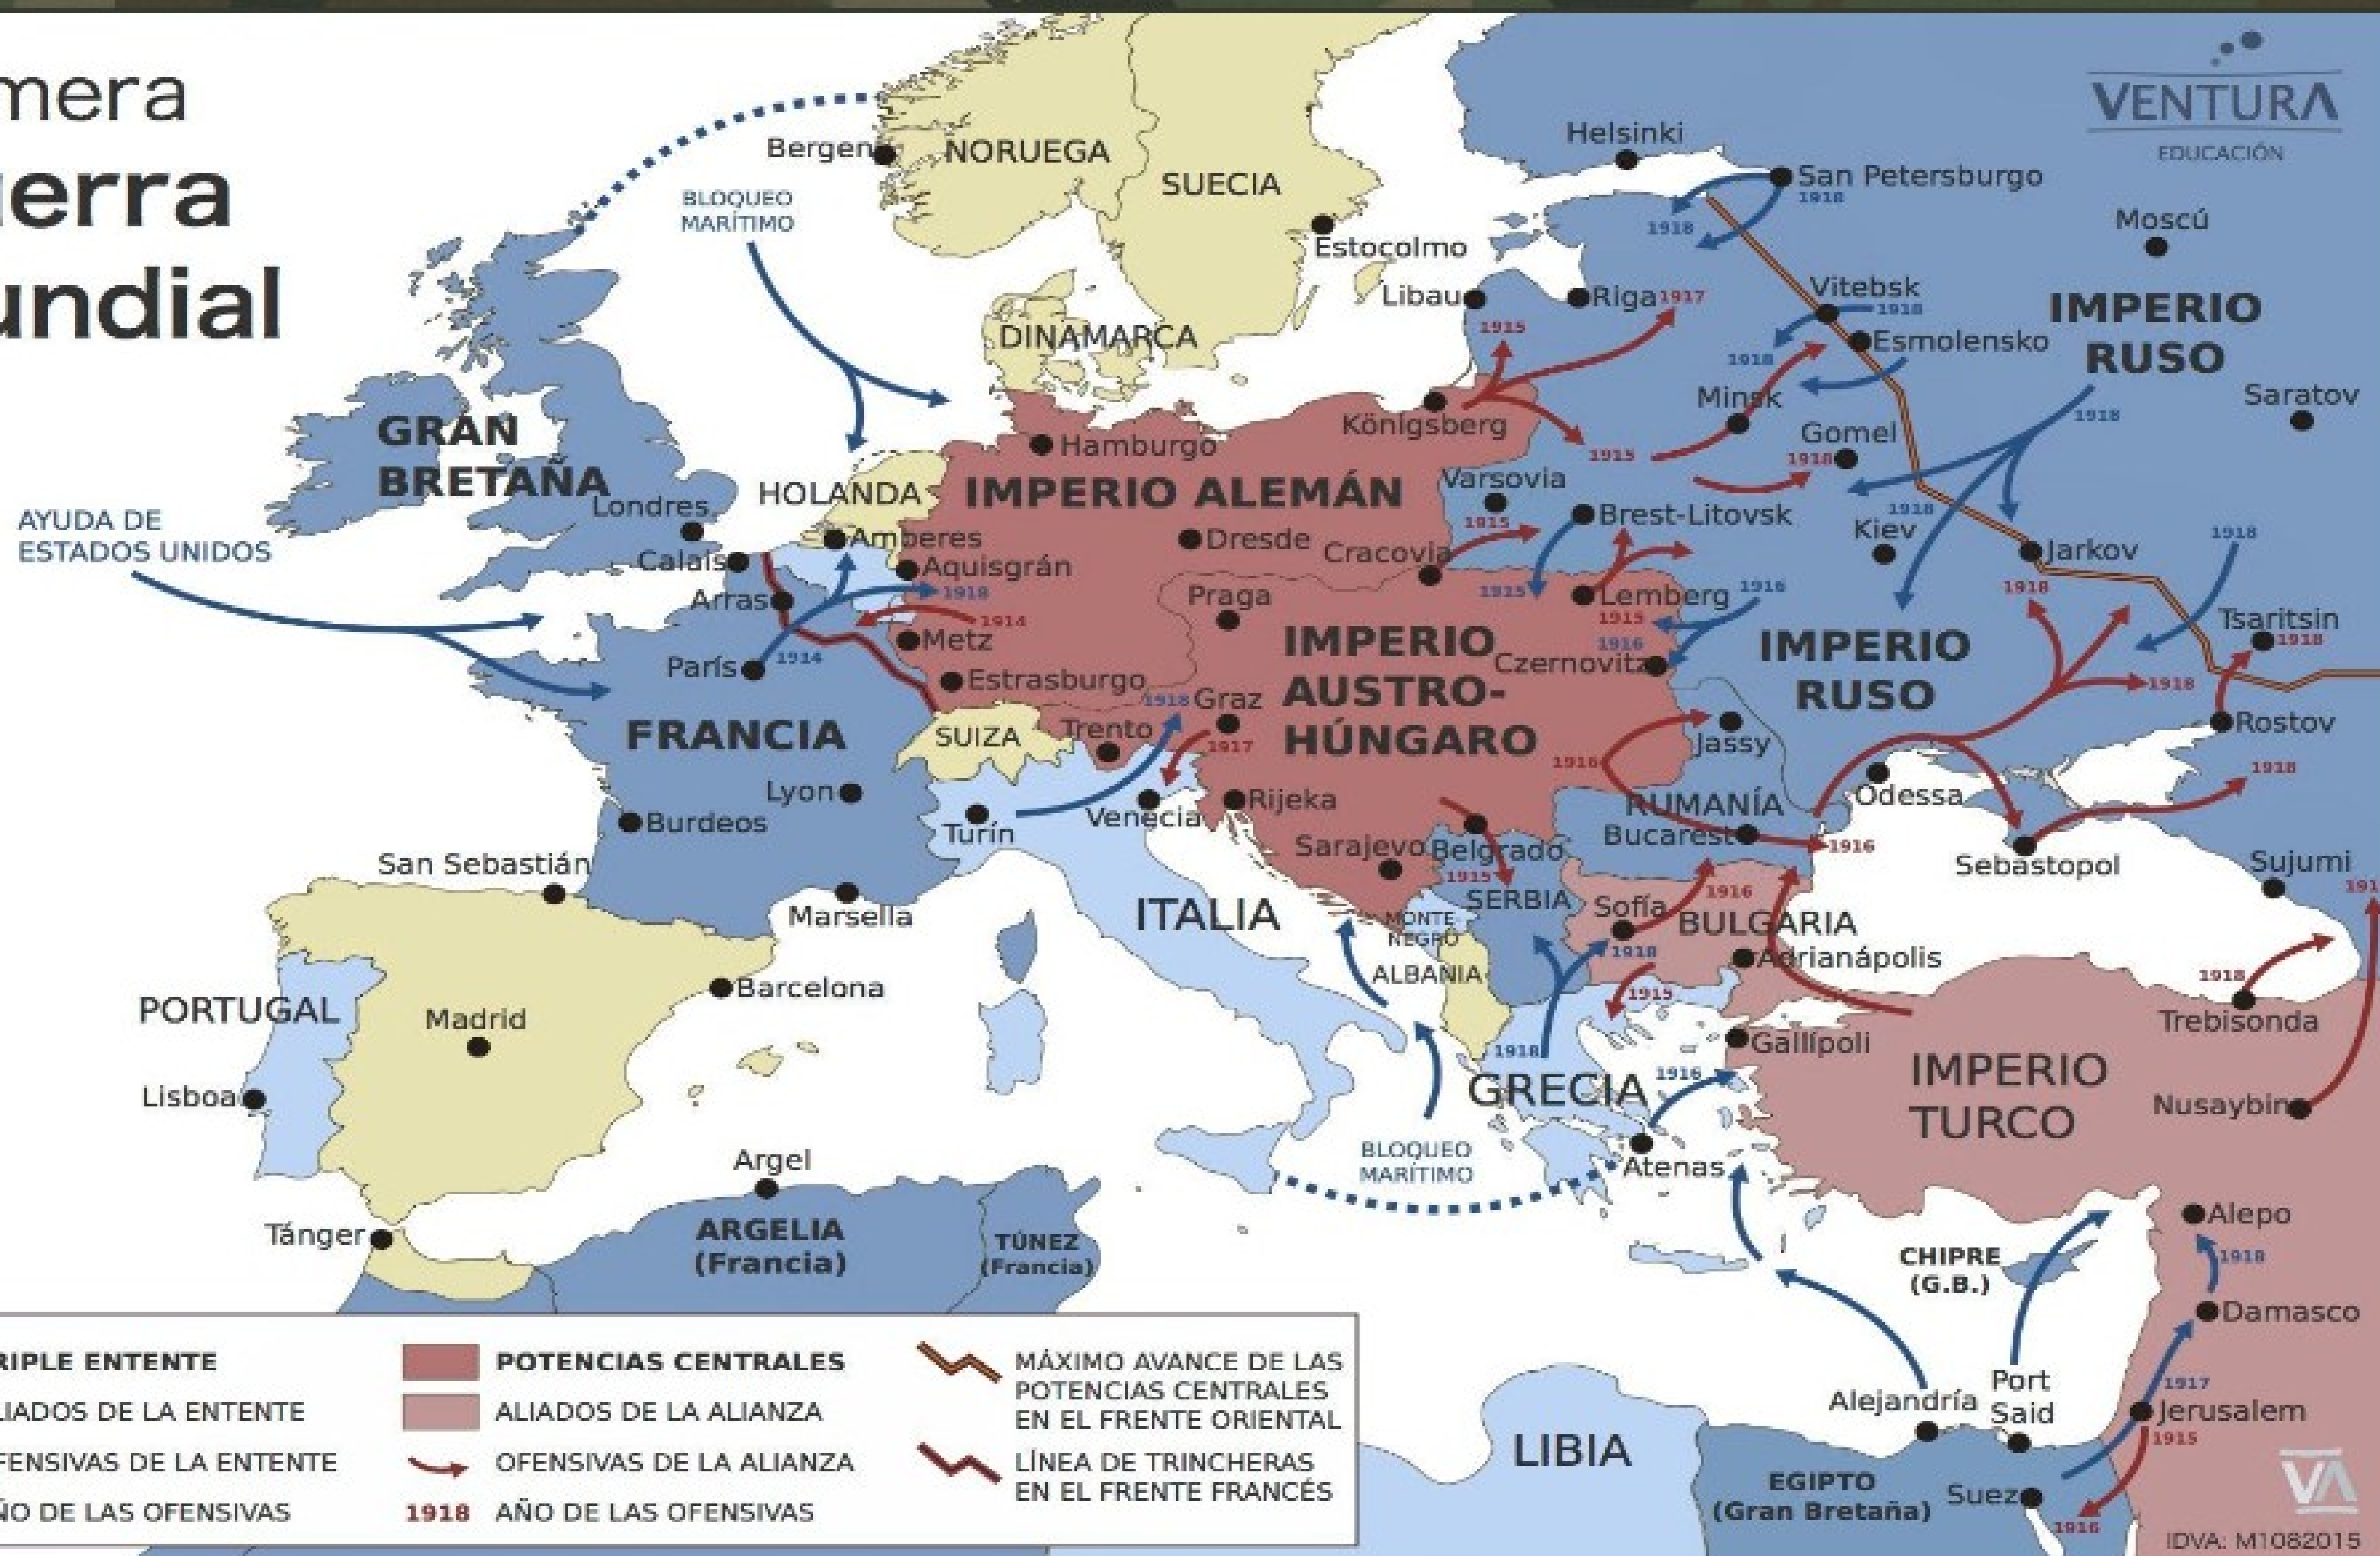 mera
ierra
undial
VENTURA
EDUCACIÓN
Bergen
NORUEGA
SUECIA
Helsinki
San Petersburgo
1918
1918
Moscú
BLOQUEO
MARÍTIMO
Estocolmo
Libau
Riga
1917
Vitebsk
1918
IMPERIO
RUSO
1915
DINAMARCA
Esmolensko
1918
Minsk
Saratov
1918
Königsberg
GRAN
BRETAÑA
Hamburgo
Gomel
1918
1915
HOLANDA
IMPERIO ALEMÁN
Varsovia
Londres
AYUDA DE
ESTADOS UNIDOS
1915
Brest-Litovsk
1918
Kiev
1918
Amberes
Dresde
Cracovia
Jarkov
Calais
Aquisgrán
Arras
1918
Praga
1915
Lemberg
1916
1918
1914
1915
Tsaritsin
1918
Metz
IMPERIO
AUSTRO-
HÚNGARO
1916
Czernovitz
IMPERIO
RUSO
París
1914
Estrasburgo
1918
Graz
1918
FRANCIA
SUIZA
Trento
1917
Jassy
Rostov
1916
1918
Lyon
Burdeos
Turín
Venecia
Rijeka
RUMANÍA
Bucarest
Odessa
1916
Sarajevo
Belgrado
1915
San Sebastián
Sebastopol
Sujumi
191
Marsella
ITALIA
SERBIA
Sofía
1916
BULGARIA
MONTE
NEGRO
1918
Adrianápolis
ALBANIA
1915
1918
Trebisonda
Barcelona
PORTUGAL
Madrid
Gallípoli
1918
GRECIA
1916
IMPERIO
TURCO
Lisboa
Nusaybin
BLOQUEO
MARÍTIMO
Atenas
Argel
Tánger
ARGELIA
(Francia)
TÚNEZ
(Francia)
Alepo
1918
CHIPRE
(G.B.)
Damasco
Alejandría
Port
Said
1917
Jerusalem
1915
LIBIA
EGIPTO
(Gran Bretaña)
Suez
1916
RIPLE ENTENTE
LIADOS DE LA ENTENTE
FENSIVAS DE LA ENTENTE
ÑO DE LAS OFENSIVAS
POTENCIAS CENTRALES
ALIADOS DE LA ALIANZA
OFENSIVAS DE LA ALIANZA
1918 AÑO DE LAS OFENSIVAS
MÁXIMO AVANCE DE LAS
POTENCIAS CENTRALES
EN EL FRENTE ORIENTAL
LÍNEA DE TRINCHERAS
EN EL FRENTE FRANCÉS
VA
IDVA: M1082015